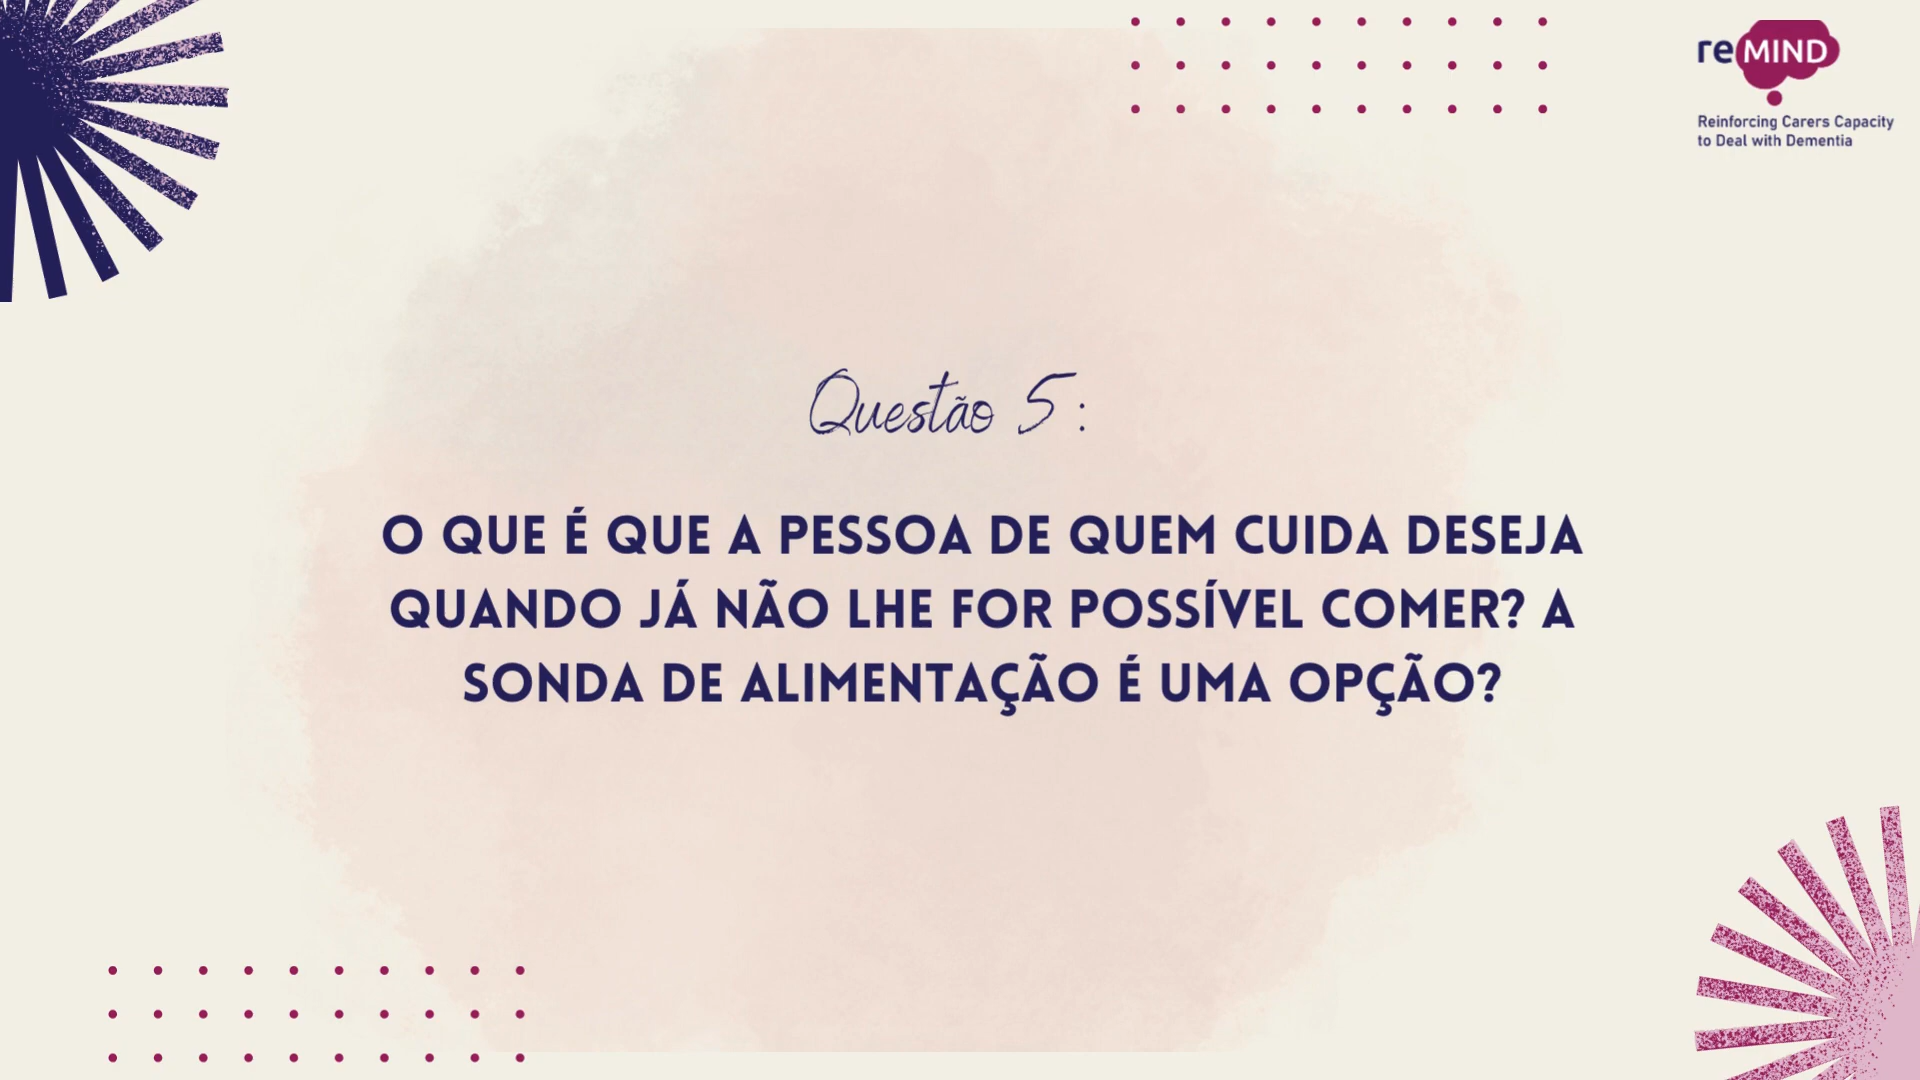 reMIND
Reinforcing Carers Capacity
to Deal with Dementia
Questão 5:
O QUE É QUE A PESSOA DE QUEM CUIDA DESEJA
QUANDO JÁ NÃO LHE FOR POSSÍVEL COMER? A
SONDA DE ALIMENTAÇÃO É UMA OPÇÃO?